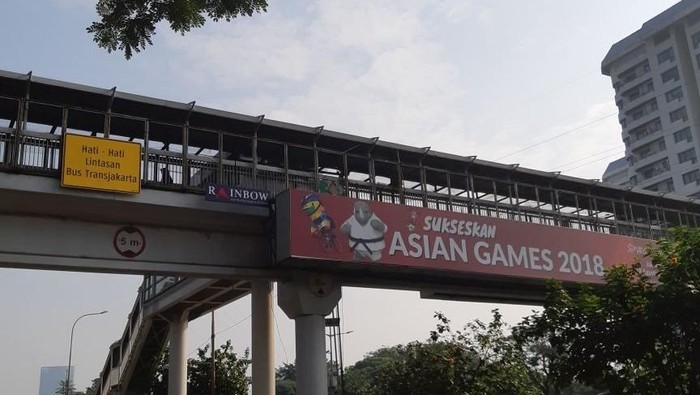 Hati - Hati
Lintasan
Bus Transjakarta
RAINBOW
5 m
SUKSESKAN
ASIAN GAMES 2018